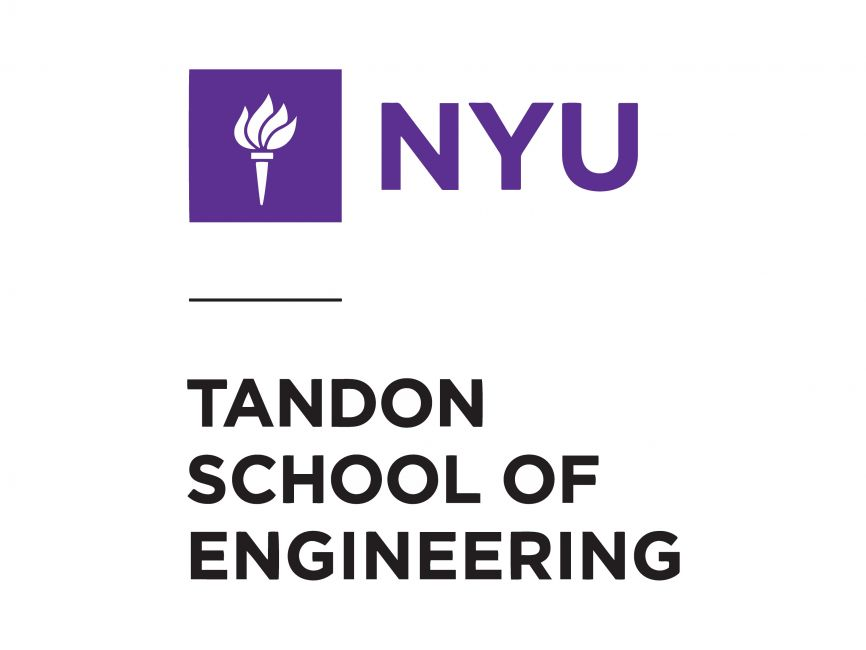 NYU
TANDON
SCHOOL OF
ENGINEERING